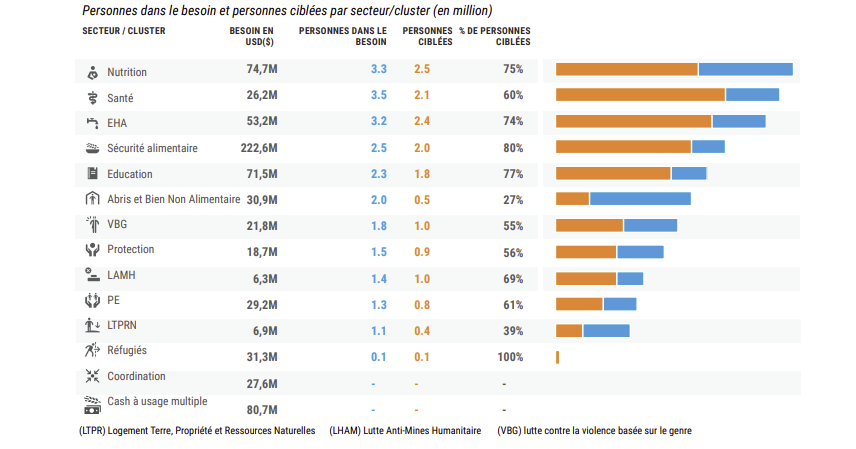 Personnes dans le besoin et personnes ciblées par secteur/cluster (en million)
SECTEUR / CLUSTER BESOIN EN USD($) PERSONNES DANS LE BESOIN PERSONNES CIBLÉES % DE PERSONNES CIBLÉES
Nutrition 74,7M 3.3 2.5 75%
Santé 26,2M 3.5 2.1 60%
EHA 53,2M 3.2 2.4 74%
Sécurité alimentaire 222,6M 2.5 2.0 80%
Education 71,5M 2.3 1.8 77%
Abris et Bien Non Alimentaire 30,9M 2.0 0.5 27%
VBG 21,8M 1.8 1.0 55%
Protection 18,7M 1.5 0.9 56%
LAMH 6,3M 1.4 1.0 69%
PE 29,2M 1.3 0.8 61%
LTPRN 6,9M 1.1 0.4 39%
Réfugiés 31,3M 0.1 0.1 100%
Coordination 27,6M - - -
Cash à usage multiple 80,7M - - -
(LTPR) Logement Terre, Propriété et Ressources Naturelles (LHAM) Lutte Anti-Mines Humanitaire (VBG) lutte contre la violence basée sur le genre